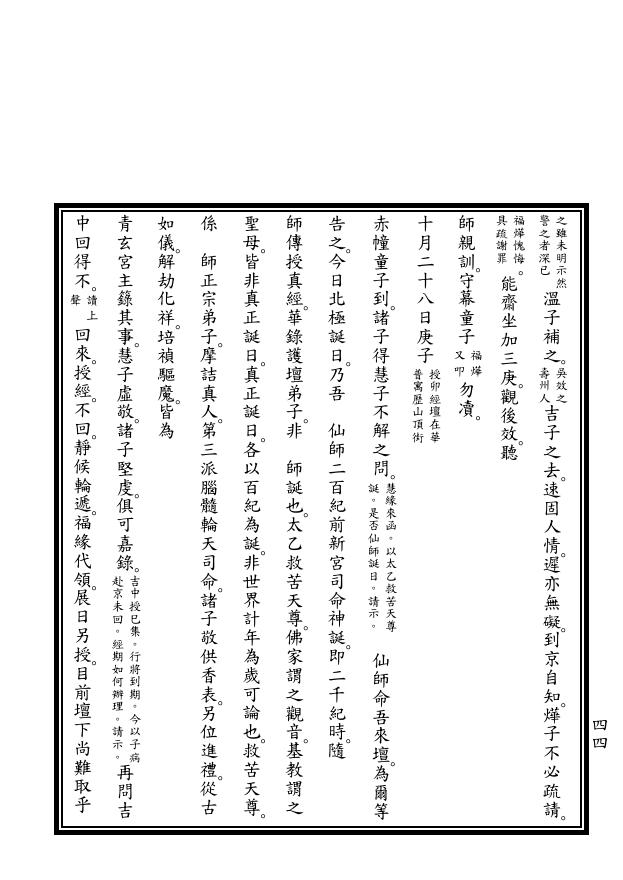 之雖未明示然
警之者深已
溫子補之。
吳效之
壽州人
吉子之去。速固人情。遲亦無礙。到京自知。燁子不必疏請。
福燁愧悔。
具疏謝罪
能齋坐加三庚。觀後效。聽
師親訓。守幕童子
福燁
又叩
勿瀆。
十月二十八日庚子
授卯經壇在華
普寓歷山頂街
赤幢童子到。諸子得慧子不解之問。
慧緣來函。以太乙救苦天尊
誕。是否仙師誕日。請示。
仙師命吾來壇。為爾等
告之。今日北極誕日。乃吾 仙師二百紀前新宮司命神誕。即二千紀時。隨
師傳授真經。華錄護壇弟子。非 師誕也。太乙救苦天尊。佛家謂之觀音。基教謂之
聖母。皆非真正誕日。真正誕日。各以百紀為誕。非世界計年為歲可論也。救苦天尊。
係 師正宗弟子。摩詰真人。第三派腦髓輪天司命。諸子敬供香表。另位進禮。從古
如儀。解劫化祥。培禎驅魔。皆為
青玄宮主籙其事。慧子虛敬。諸子堅虔。俱可嘉錄。
吉中授巳集。行將到期。今以子病
赴京未回。經期如何辦理。請示。
再問吉
中回得不。
讀上
聲
回來。授經。不回。靜候輪遞。福緣代領。展日另授。目前壇下尚難取乎
四四